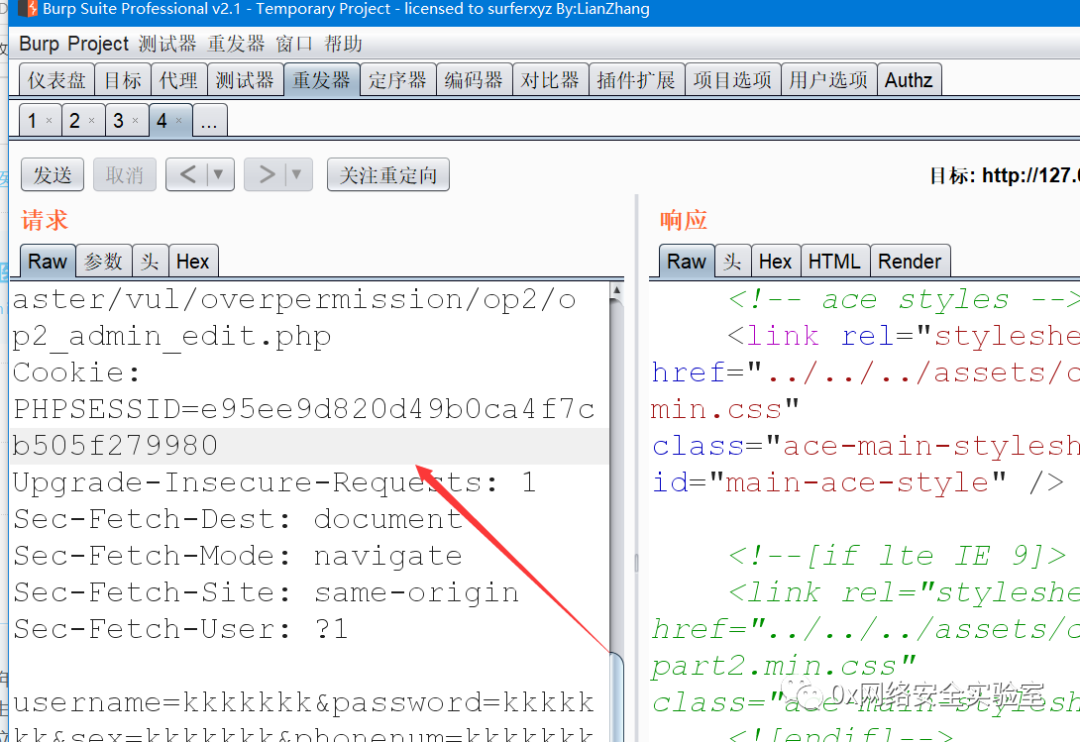 Burp Suite Professional v2.1 - Temporary Project - licensed to surferxyz By:LianZhang
Burp Project 测试器 重发器 窗口 帮助
仪表盘 目标 代理 测试器 重发器 定序器 编码器 对比器 插件扩展 项目选项 用户选项 Authz
1 × 2 × 3 × 4 × ...
发送 取消 < ▼ > ▼ 关注重定向 目标: http://127.
请求
Raw 参数 头 Hex
aster/vul/overpermission/op2/o
p2_admin_edit.php
Cookie:
PHPSESSID=e95ee9d820d49b0ca4f7c
b505f279980
Upgrade-Insecure-Requests: 1
Sec-Fetch-Dest: document
Sec-Fetch-Mode: navigate
Sec-Fetch-Site: same-origin
Sec-Fetch-User: ?1
username=kkkkkkk&password=kkkkk
kk&sex=kkkkkkk&phonenum=kkkkkkk
响应
Raw 头 Hex HTML Render
<!-- ace styles -->
<link rel="styleshe
href="../../../assets/c
min.css"
class="ace-main-stylesh
id="main-ace-style" />
<!--[if lte IE 9]>
<link rel="styleshe
href="../../../assets/c
part2.min.css"
class="ace-main-stylesh
<![endif]-->
0x网络安全实验室